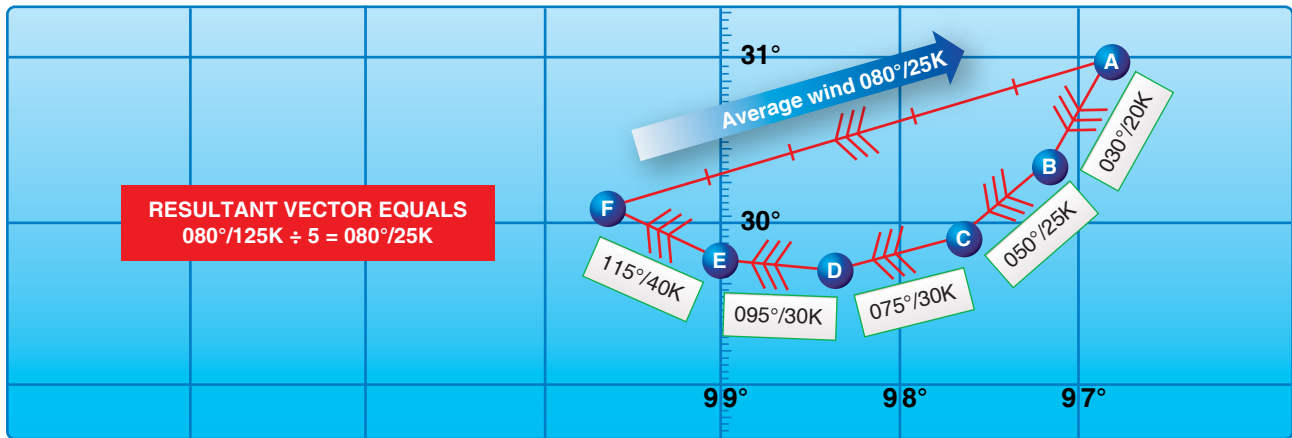 31°
Average wind 080°/25K
A
030°/20K
B
RESULTANT VECTOR EQUALS
080°/125K ÷ 5 = 080°/25K
F
30°
050°/25K
C
115°/40K
E
D
095°/30K
075°/30K
99°
98°
97°